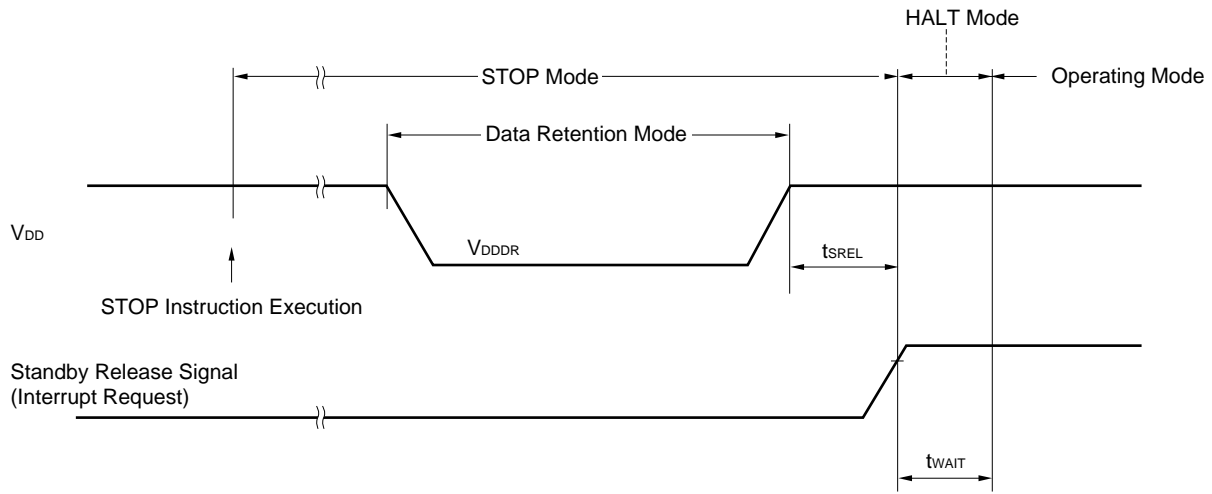 HALT Mode
STOP Mode
Operating Mode
Data Retention Mode
VDD
VDDDR
tSREL
STOP Instruction Execution
Standby Release Signal
(Interrupt Request)
tWAIT